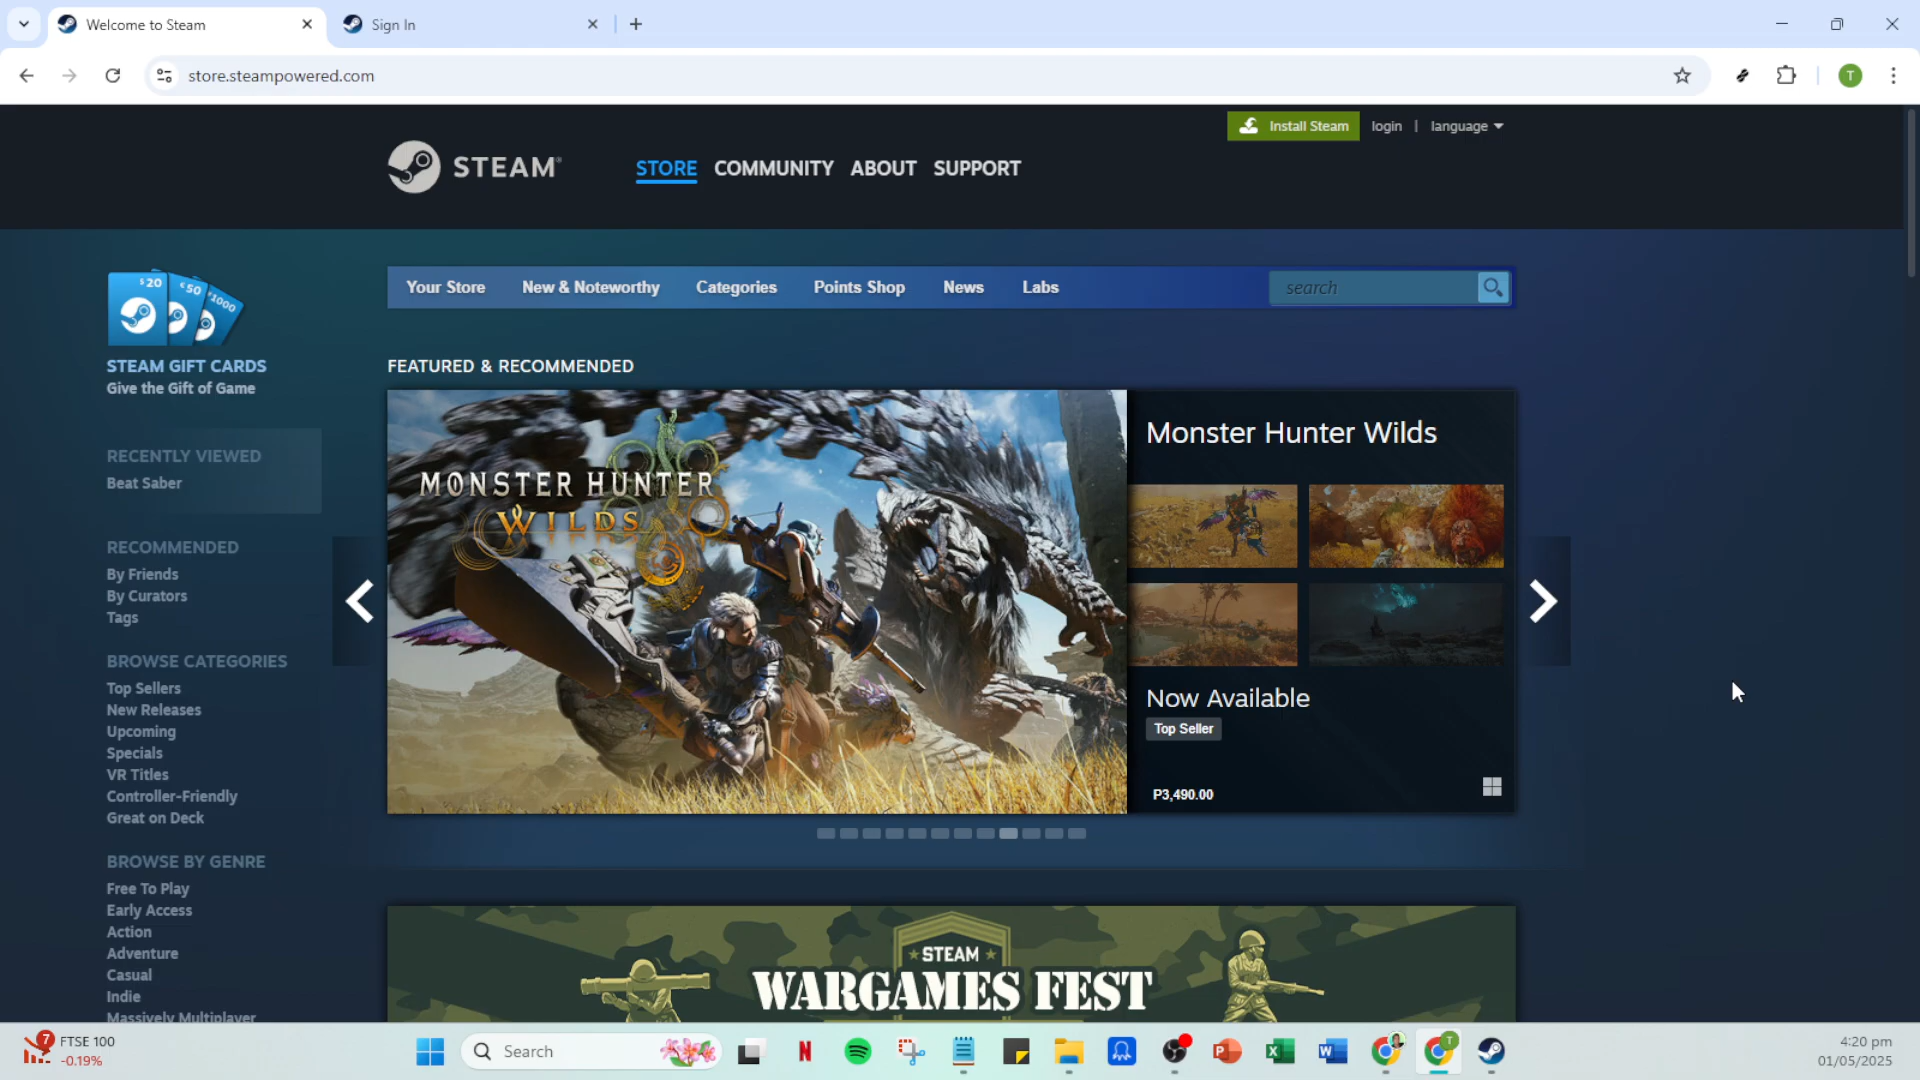 Welcome to Steam
Sign In
store.steampowered.com
T
Install Steam
login | language
STEAM®
STORE COMMUNITY ABOUT SUPPORT
Your Store New & Noteworthy Categories Points Shop News Labs
search
$20 €50 ¥1000
STEAM GIFT CARDS
Give the Gift of Game
RECENTLY VIEWED
Beat Saber
RECOMMENDED
By Friends
By Curators
Tags
BROWSE CATEGORIES
Top Sellers
New Releases
Upcoming
Specials
VR Titles
Controller-Friendly
Great on Deck
BROWSE BY GENRE
Free To Play
Early Access
Action
Adventure
Casual
Indie
Massively Multiplayer
FEATURED & RECOMMENDED
MONSTER HUNTER
WILDS
Monster Hunter Wilds
Now Available
Top Seller
P3,490.00
STEAM
WARGAMES FEST
7
FTSE 100
-0.19%
Search
N
P
X
W
T
4:20 pm
01/05/2025